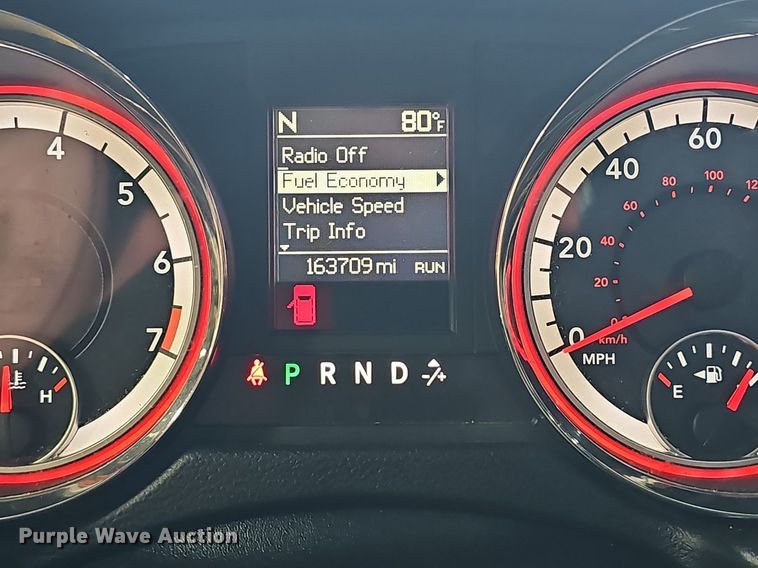 N 80°F
Radio Off
Fuel Economy
Vehicle Speed
Trip Info
163709 mi RUN
P R N D -/+
4
5
6
7
H
0
20
40
60
MPH
20
40
60
80
100
km/h
E
Purple Wave Auction®